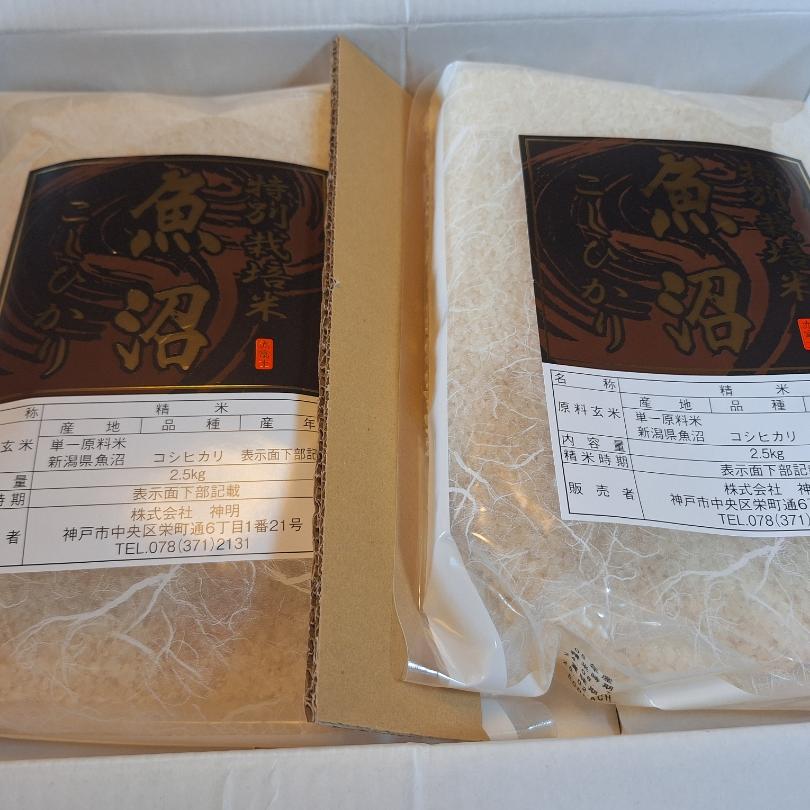 特別栽培米
魚沼
こしひかり
称 精米
産地 品種 産年
玄米 単一原料米
新潟県魚沼 コシヒカリ 表示面下部記
量 2.5kg
時期 表示面下部記載
者 株式会社 神明
神戸市中央区栄町通6丁目1番21号
TEL.078(371)2131
特別栽培米
魚沼
こしひかり
名称 精米
産地 品種
原料玄米 単一原料米
新潟県魚沼 コシヒカリ
内容量 2.5kg
精米時期 表示面下部記載
販売者 株式会社 神
神戸市中央区栄町通6丁
TEL.078(371)